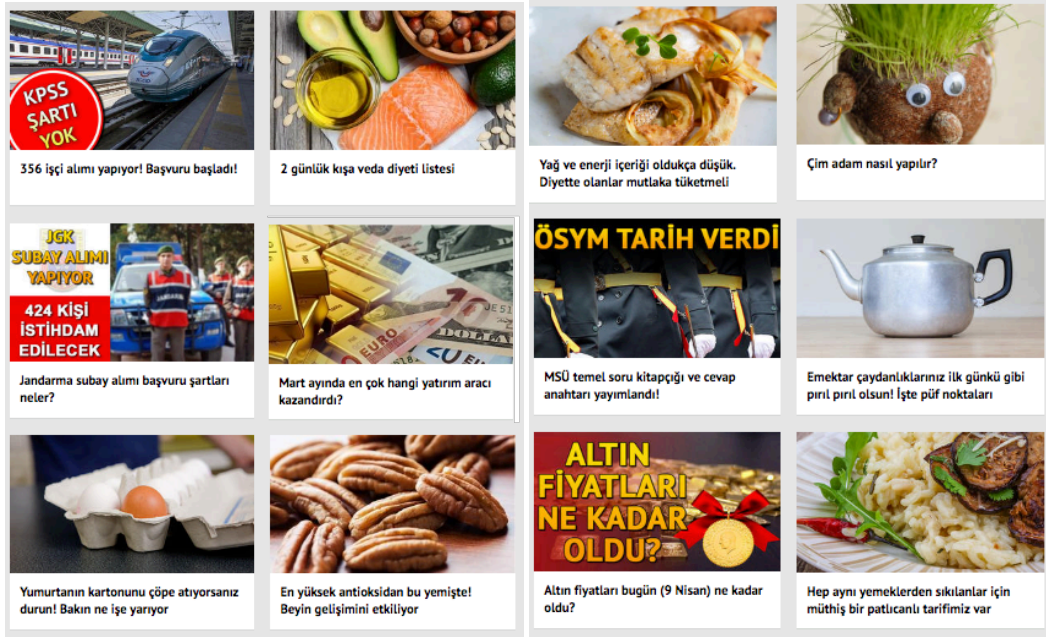 KPSS
ŞARTI
YOK
356 işçi alımı yapıyor! Başvuru başladı!
2 günlük kışa veda diyeti listesi
Yağ ve enerji içeriği oldukça düşük.
Diyette olanlar mutlaka tüketmeli
Çim adam nasıl yapılır?
JGK
SUBAY ALIMI
YAPIYOR
424 KİŞİ
İSTİHDAM
EDİLECEK
JANDARMA
Jandarma subay alımı başvuru şartları
neler?
EURO
DOLLAR
20 EURO
Mart ayında en çok hangi yatırım aracı
kazandırdı?
ÖSYM TARİH VERDİ
MSÜ temel soru kitapçığı ve cevap
anahtarı yayımlandı!
Emektar çaydanlıklarınız ilk günkü gibi
pırıl pırıl olsun! İşte püf noktaları
Yumurtanın kartonunu çöpe atıyorsanız
durun! Bakın ne işe yarıyor
En yüksek antioksidan bu yemişte!
Beyin gelişimini etkiliyor
ALTIN
FİYATLARI
NE KADAR
OLDU?
Altın fiyatları bugün (9 Nisan) ne kadar
oldu?
Hep aynı yemeklerden sıkılanlar için
müthiş bir patlıcanlı tarifimiz var